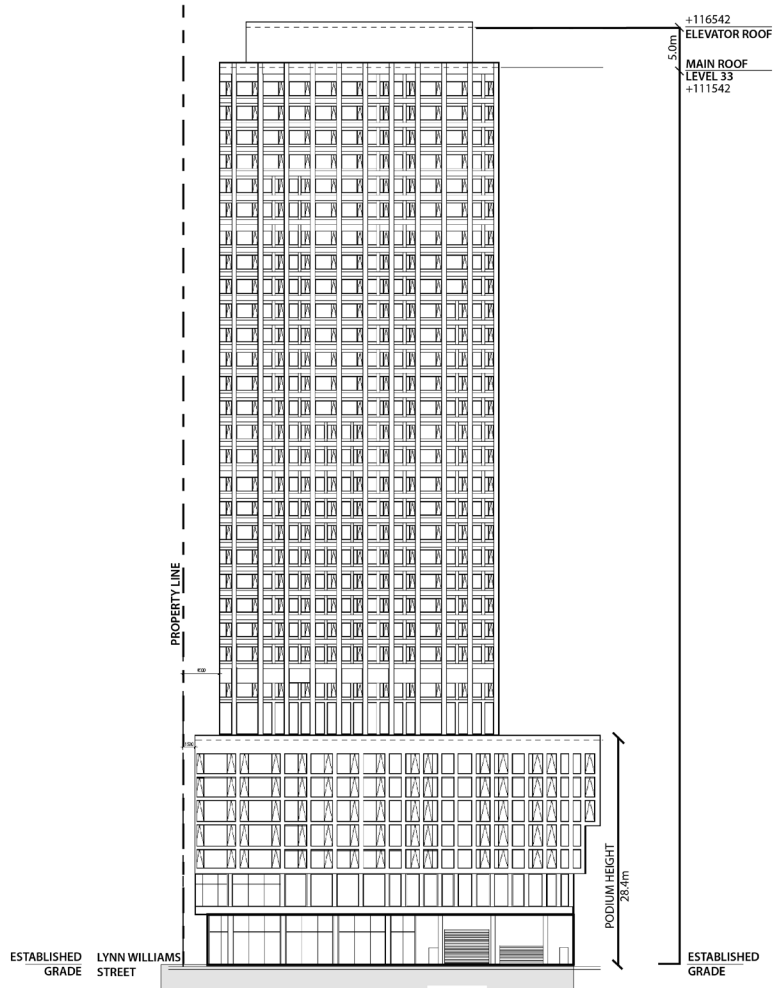 +116542
ELEVATOR ROOF
5.0m
MAIN ROOF
LEVEL 33
+111542
PROPERTY LINE
PODIUM HEIGHT
28.4m
ESTABLISHED
GRADE
LYNN WILLIAMS
STREET
ESTABLISHED
GRADE